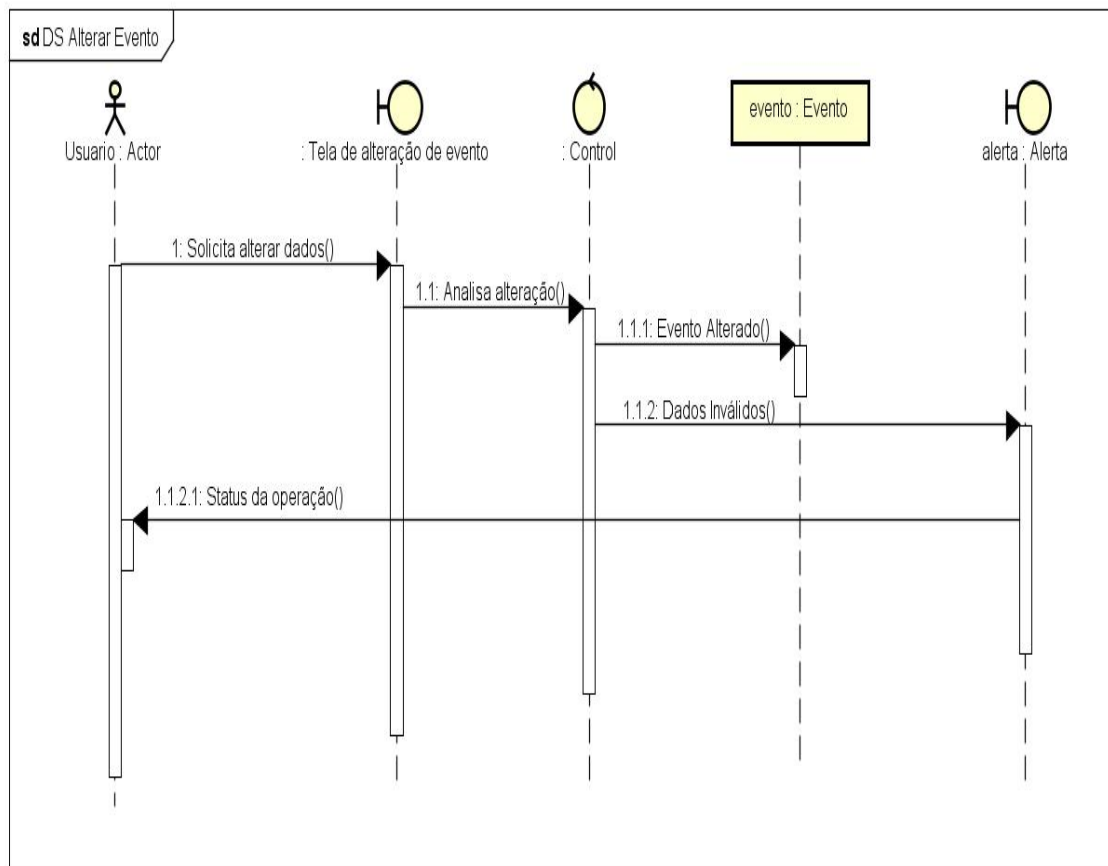 sd DS Alterar Evento
Usuario : Actor
: Tela de alteração de evento
: Control
evento : Evento
alerta : Alerta
1: Solicita alterar dados()
1.1: Analisa alteração()
1.1.1: Evento Alterado()
1.1.2: Dados Inválidos()
1.1.2.1: Status da operação()